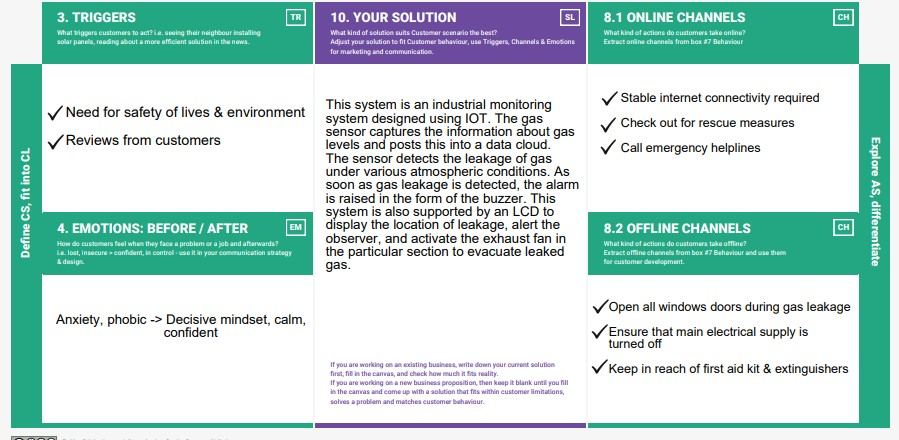 3. TRIGGERS
TR
What triggers customers to act? i.e. seeing their neighbour installing
solar panels, reading about a more efficient solution in the news.
Need for safety of lives & environment
Reviews from customers
Define CS, fit into CL
4. EMOTIONS: BEFORE / AFTER
EM
How do customers feel when they face a problem or a job and afterwards?
i.e. lost, insecure > confident, in control - use it in your communication strategy
& design.
Anxiety, phobic -> Decisive mindset, calm,
confident
10. YOUR SOLUTION
SL
What kind of solution suits Customer scenario the best?
Adjust your solution to fit Customer behaviour, use Triggers, Channels & Emotions
for marketing and communication.
This system is an industrial monitoring
system designed using IOT. The gas
sensor captures the information about gas
levels and posts this into a data cloud.
The sensor detects the leakage of gas
under various atmospheric conditions. As
soon as gas leakage is detected, the alarm
is raised in the form of the buzzer. This
system is also supported by an LCD to
display the location of leakage, alert the
observer, and activate the exhaust fan in
the particular section to evacuate leaked
gas.
If you are working on an existing business, write down your current solution
first, fill in the canvas, and check how much it fits reality.
If you are working on a new business proposition, then keep it blank until you fill
in the canvas and come up with a solution that fits within customer limitations,
solves a problem and matches customer behaviour.
8.1 ONLINE CHANNELS
CH
What kind of actions do customers take online?
Extract online channels from box #7 Behaviour
Stable internet connectivity required
Check out for rescue measures
Call emergency helplines
8.2 OFFLINE CHANNELS
CH
What kind of actions do customers take offline?
Extract offline channels from box #7 Behaviour and use them
for customer development.
Open all windows doors during gas leakage
Ensure that main electrical supply is
turned off
Keep in reach of first aid kit & extinguishers
Explore AS, differentiate